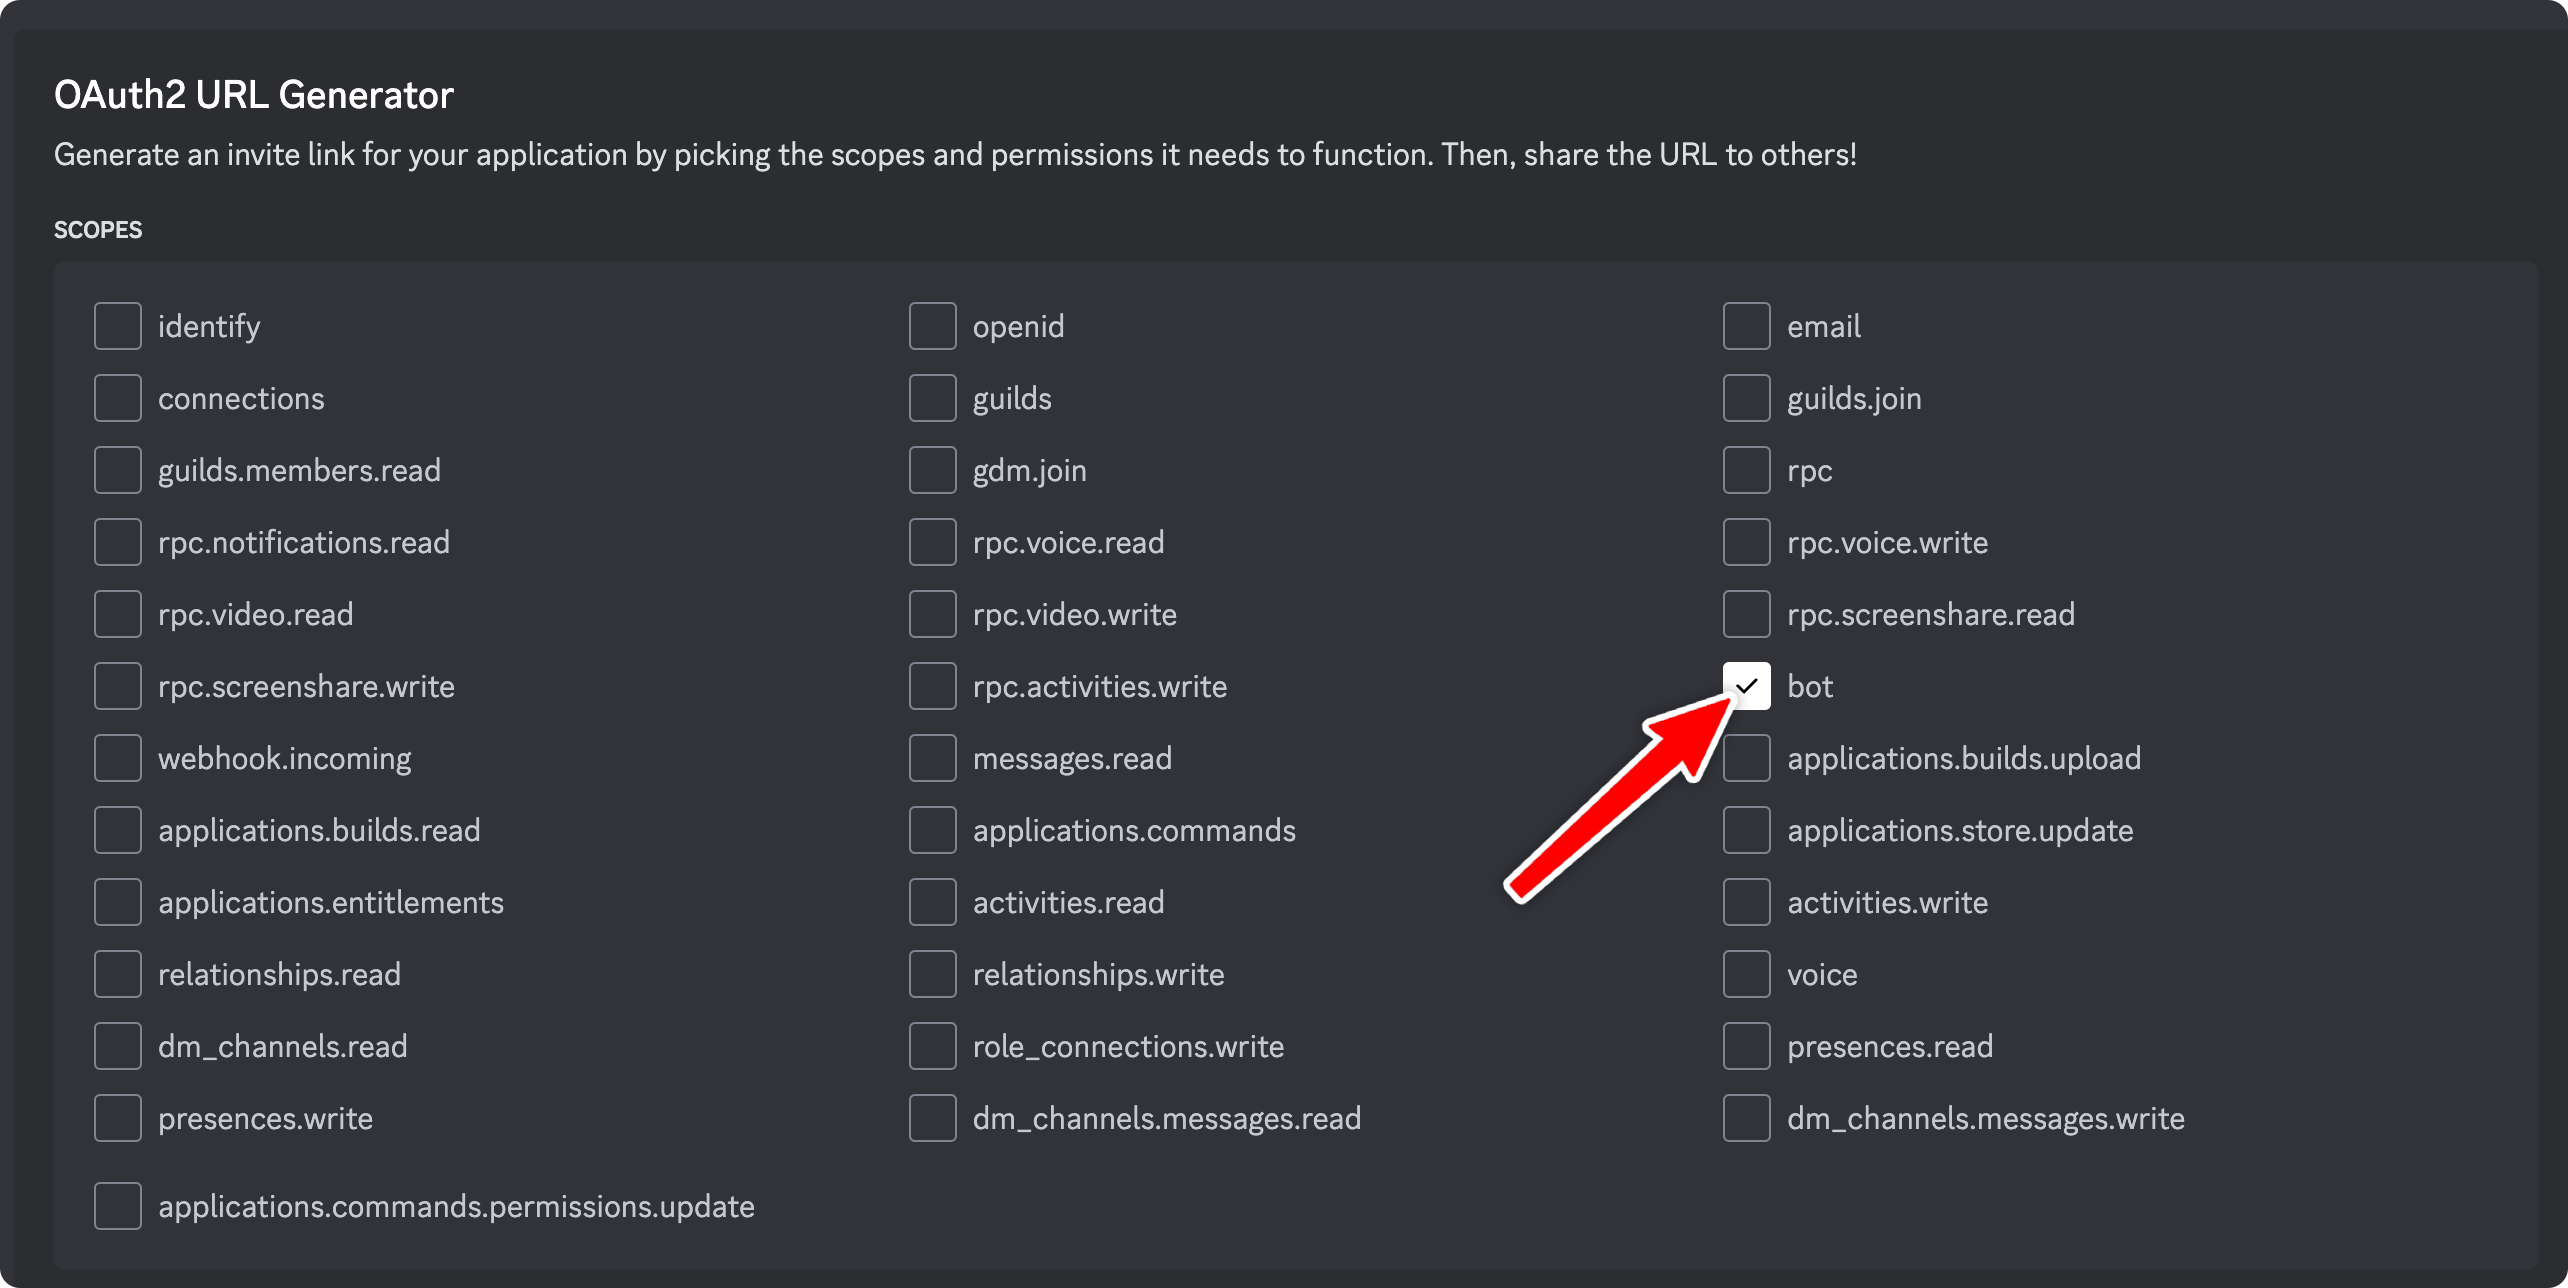 OAuth2 URL Generator
Generate an invite link for your application by picking the scopes and permissions it needs to function. Then, share the URL to others!
SCOPES
identify openid email
connections guilds guilds.join
guilds.members.read gdm.join rpc
rpc.notifications.read rpc.voice.read rpc.voice.write
rpc.video.read rpc.video.write rpc.screenshare.read
rpc.screenshare.write rpc.activities.write bot
webhook.incoming messages.read applications.builds.upload
applications.builds.read applications.commands applications.store.update
applications.entitlements activities.read activities.write
relationships.read relationships.write voice
dm_channels.read role_connections.write presences.read
presences.write dm_channels.messages.read dm_channels.messages.write
applications.commands.permissions.update